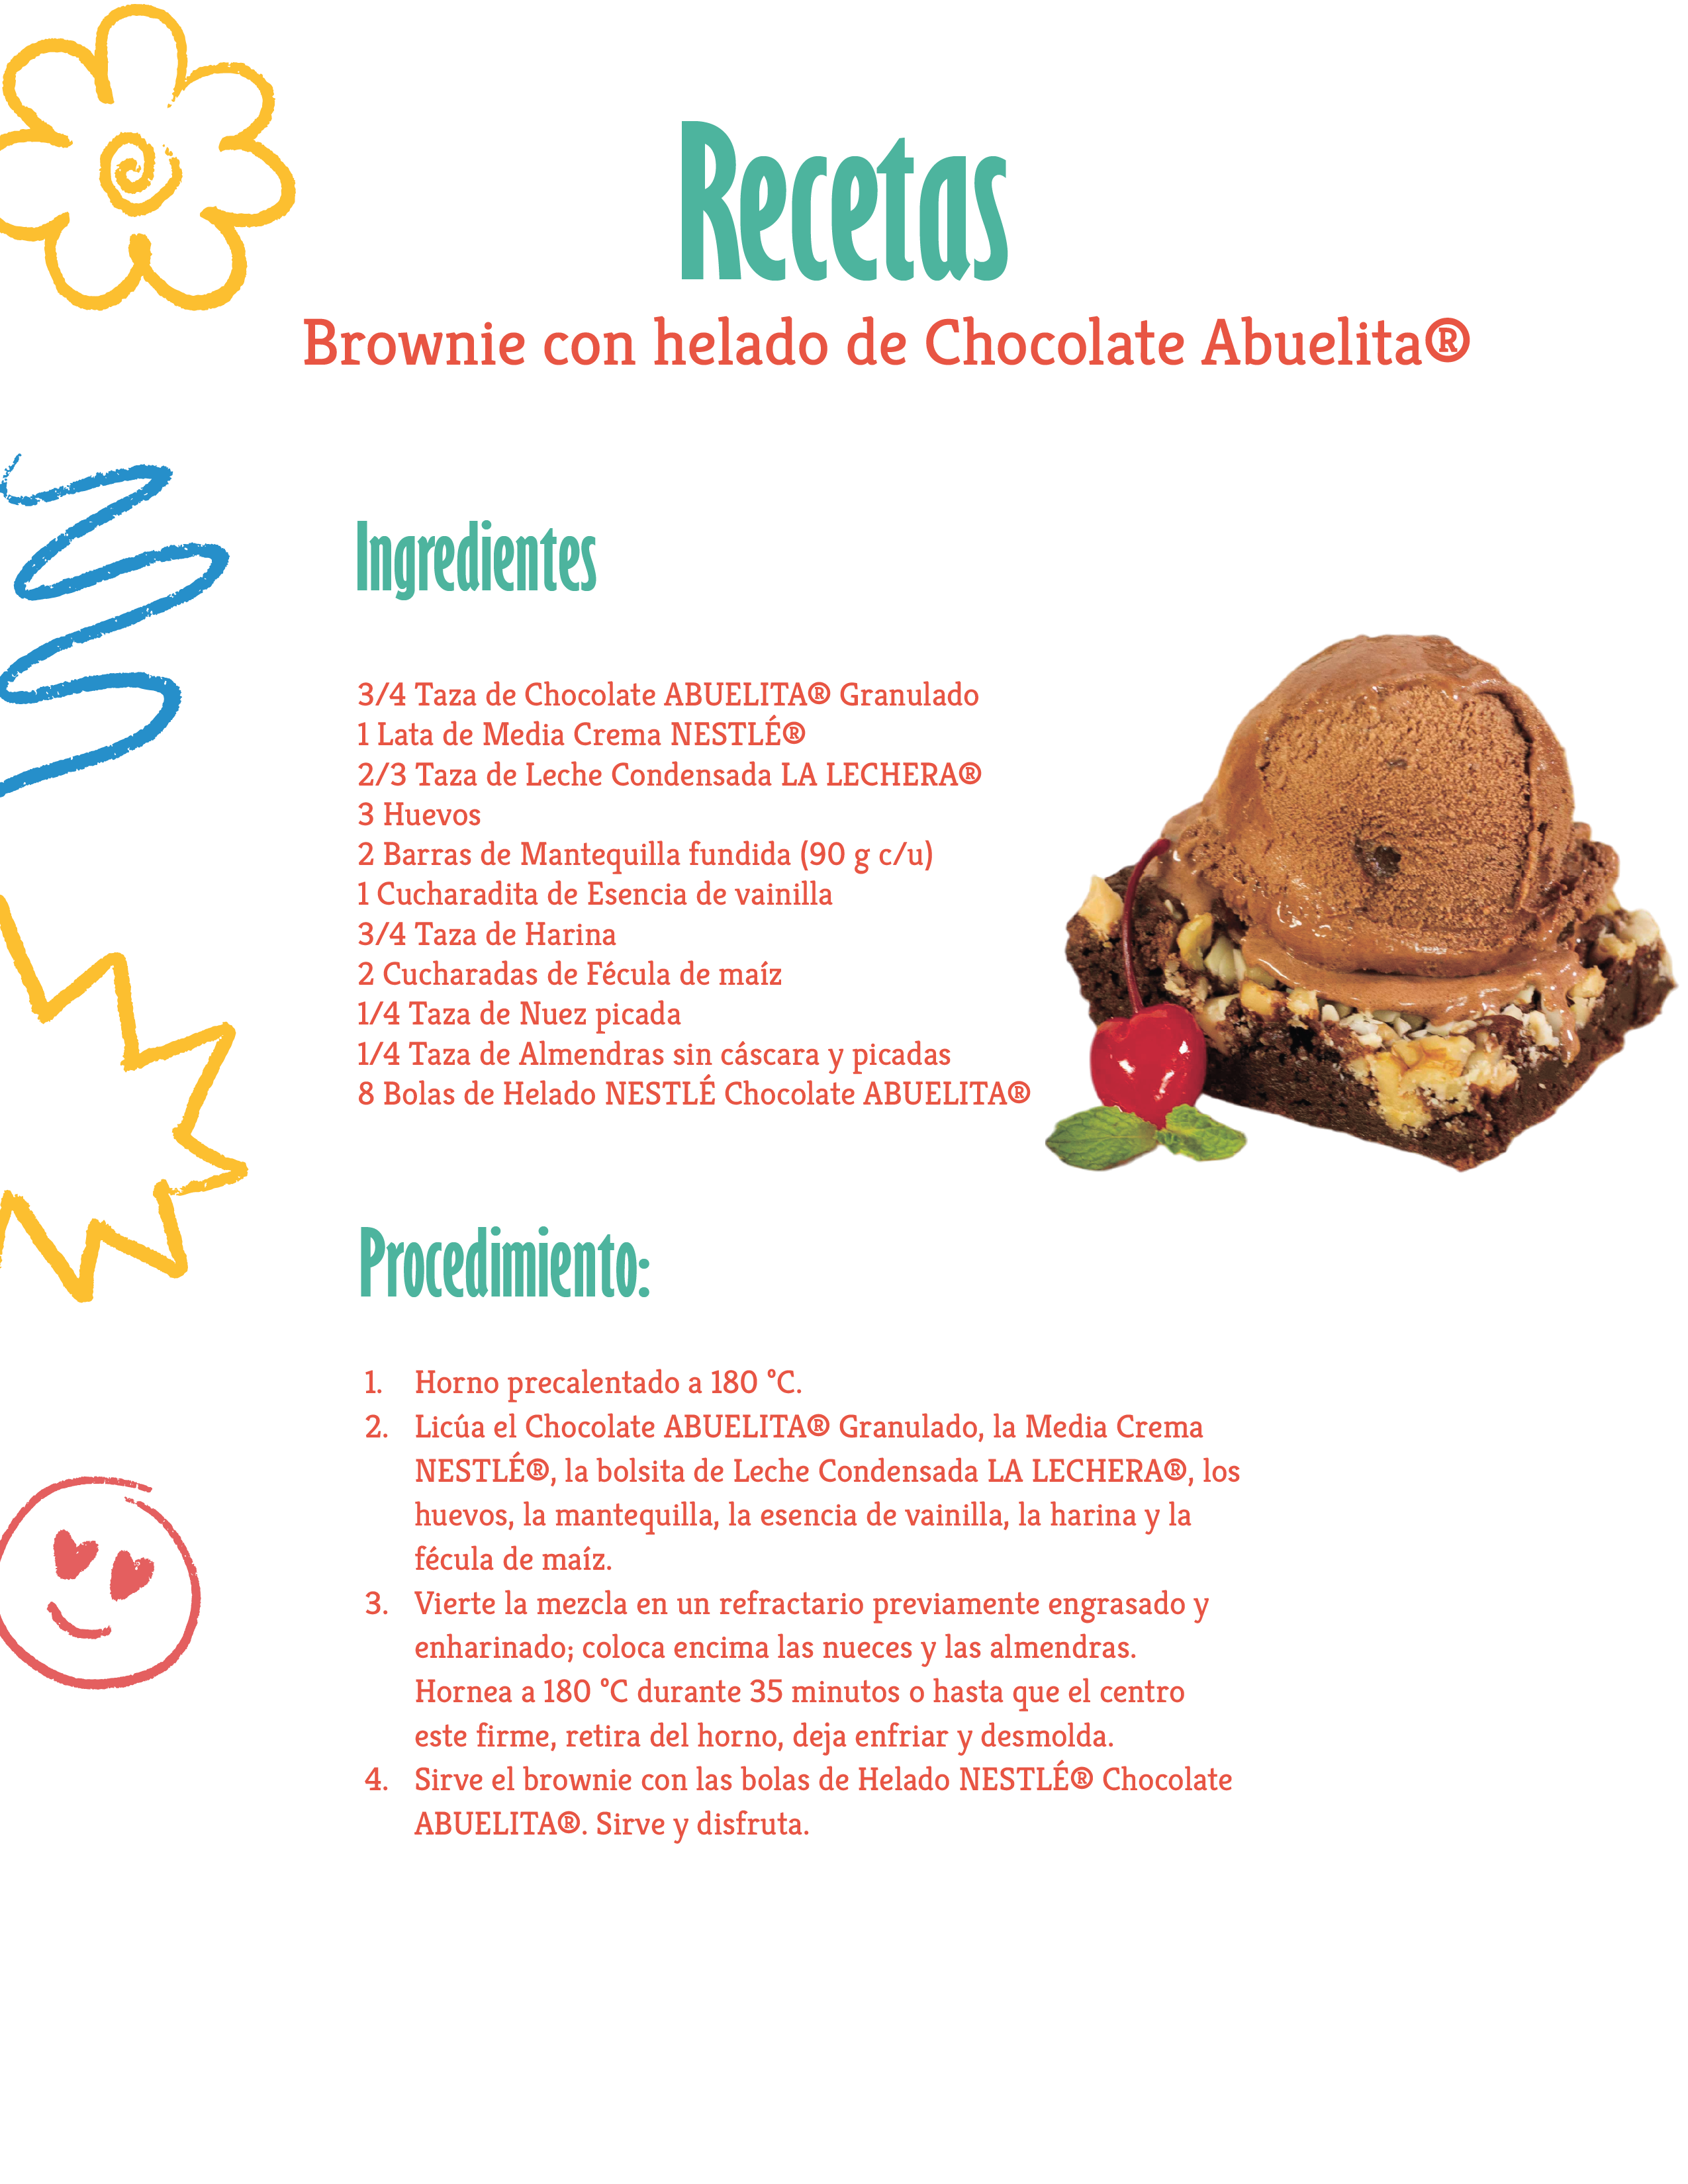 Recetas
Brownie con helado de Chocolate Abuelita®
Ingredientes
3/4 Taza de Chocolate ABUELITA® Granulado
1 Lata de Media Crema NESTLÉ®
2/3 Taza de Leche Condensada LA LECHERA®
3 Huevos
2 Barras de Mantequilla fundida (90 g c/u)
1 Cucharadita de Esencia de vainilla
3/4 Taza de Harina
2 Cucharadas de Fécula de maíz
1/4 Taza de Nuez picada
1/4 Taza de Almendras sin cáscara y picadas
8 Bolas de Helado NESTLÉ Chocolate ABUELITA®
Procedimiento:
1. Horno precalentado a 180 °C.
2. Licúa el Chocolate ABUELITA® Granulado, la Media Crema
NESTLÉ®, la bolsita de Leche Condensada LA LECHERA®, los
huevos, la mantequilla, la esencia de vainilla, la harina y la
fécula de maíz.
3. Vierte la mezcla en un refractario previamente engrasado y
enharinado; coloca encima las nueces y las almendras.
Hornea a 180 °C durante 35 minutos o hasta que el centro
este firme, retira del horno, deja enfriar y desmolda.
4. Sirve el brownie con las bolas de Helado NESTLÉ® Chocolate
ABUELITA®. Sirve y disfruta.